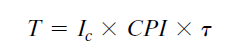 T = I_c × CPI × τ